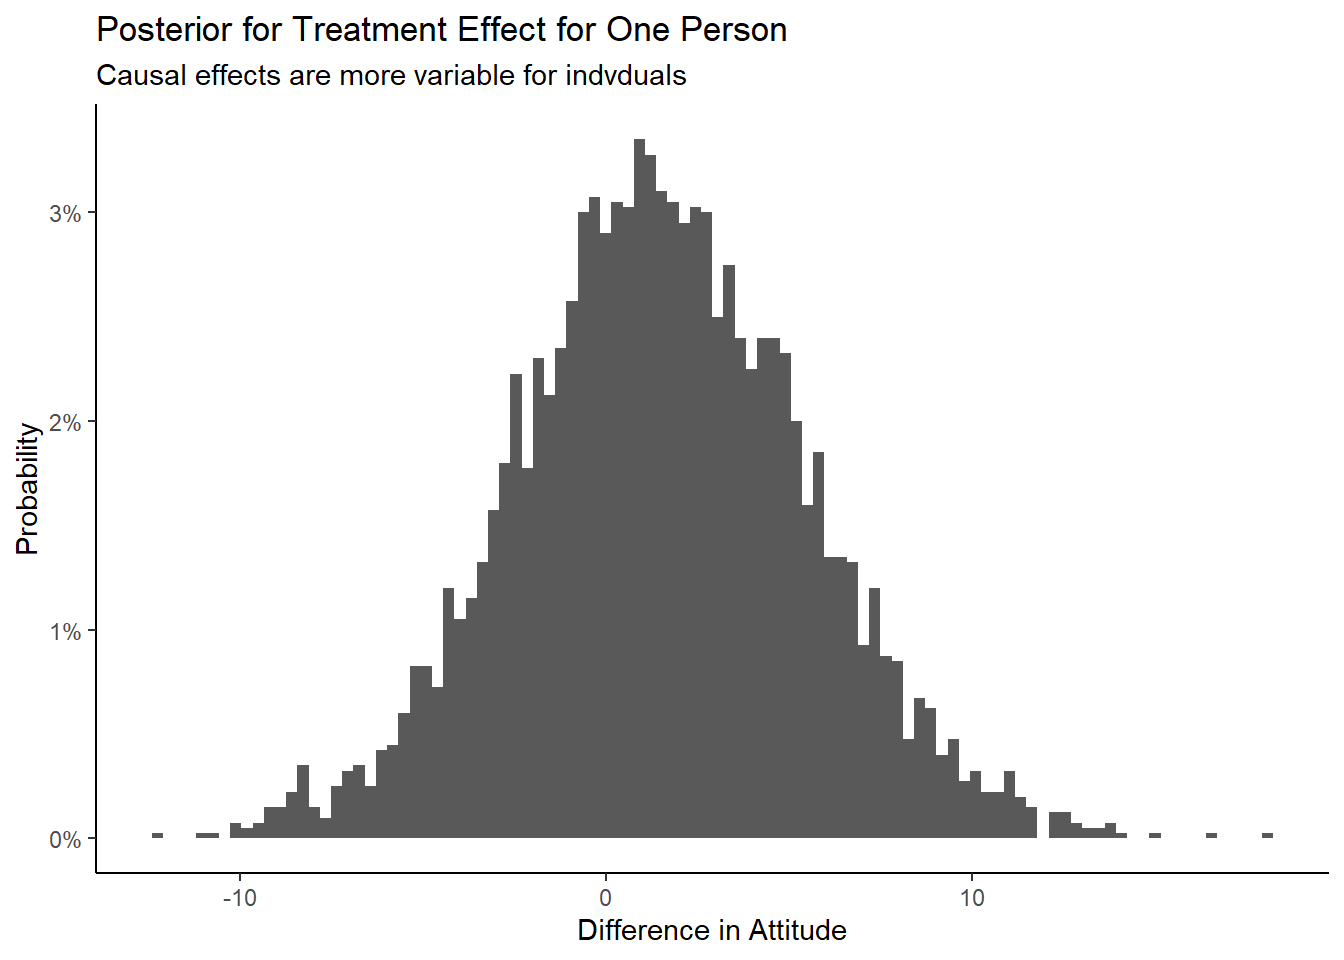 Posterior for Treatment Effect for One Person
Causal effects are more variable for indvduals
3%
2%
1%
0%
Probability
-10
0
10
Difference in Attitude